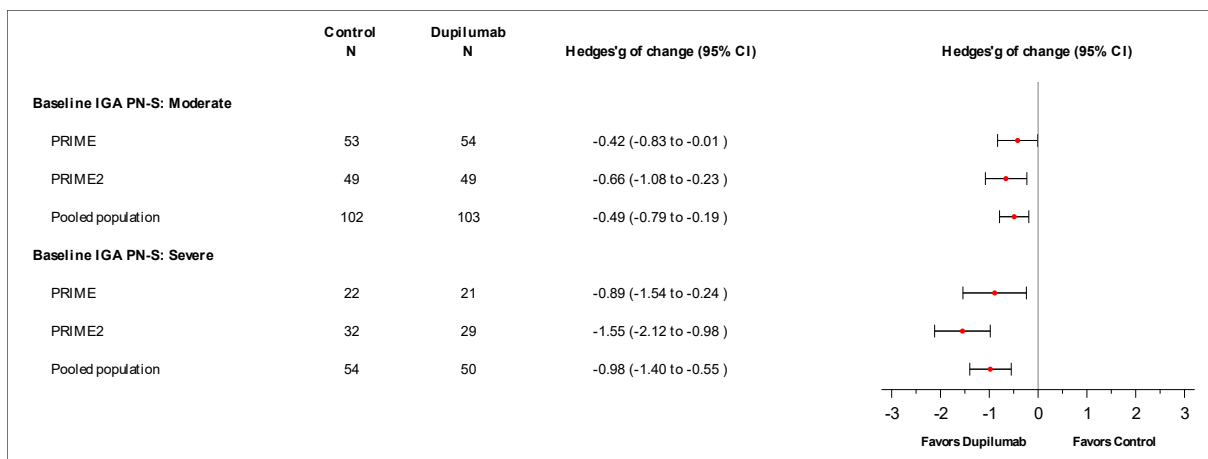 Control Dupilumab
N N Hedges'g of change (95% CI) Hedges'g of change (95% CI)
Baseline IGA PN-S: Moderate
PRIME 53 54 -0.42 (-0.83 to -0.01 )
PRIME2 49 49 -0.66 (-1.08 to -0.23 )
Pooled population 102 103 -0.49 (-0.79 to -0.19 )
Baseline IGA PN-S: Severe
PRIME 22 21 -0.89 (-1.54 to -0.24 )
PRIME2 32 29 -1.55 (-2.12 to -0.98 )
Pooled population 54 50 -0.98 (-1.40 to -0.55 )
-3 -2 -1 0 1 2 3
Favors Dupilumab Favors Control